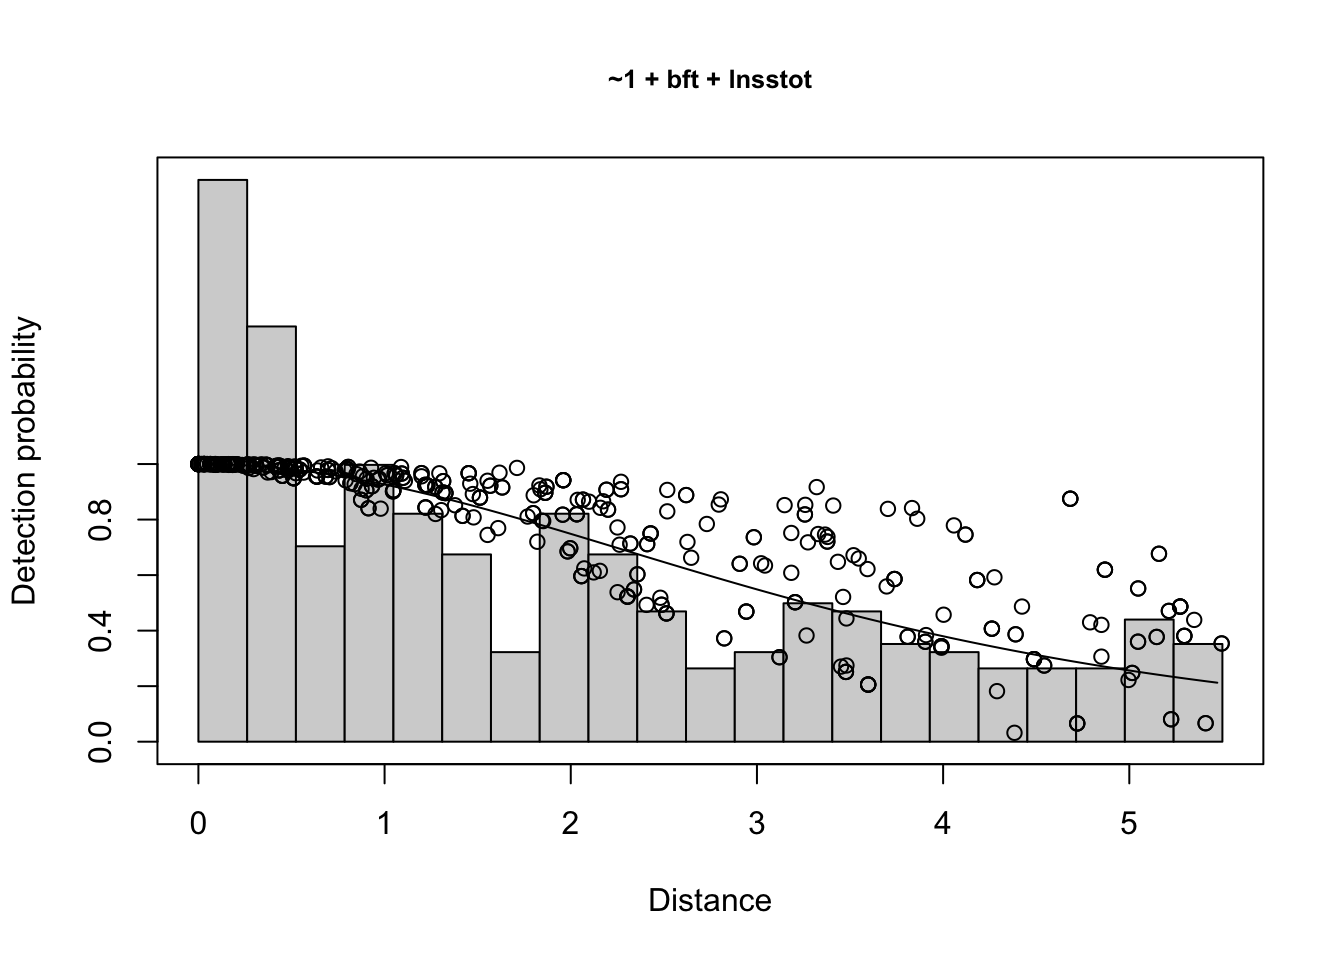 ~1 + bft + lnsstot
Detection probability
0.0
0.4
0.8
0 1 2 3 4 5
Distance